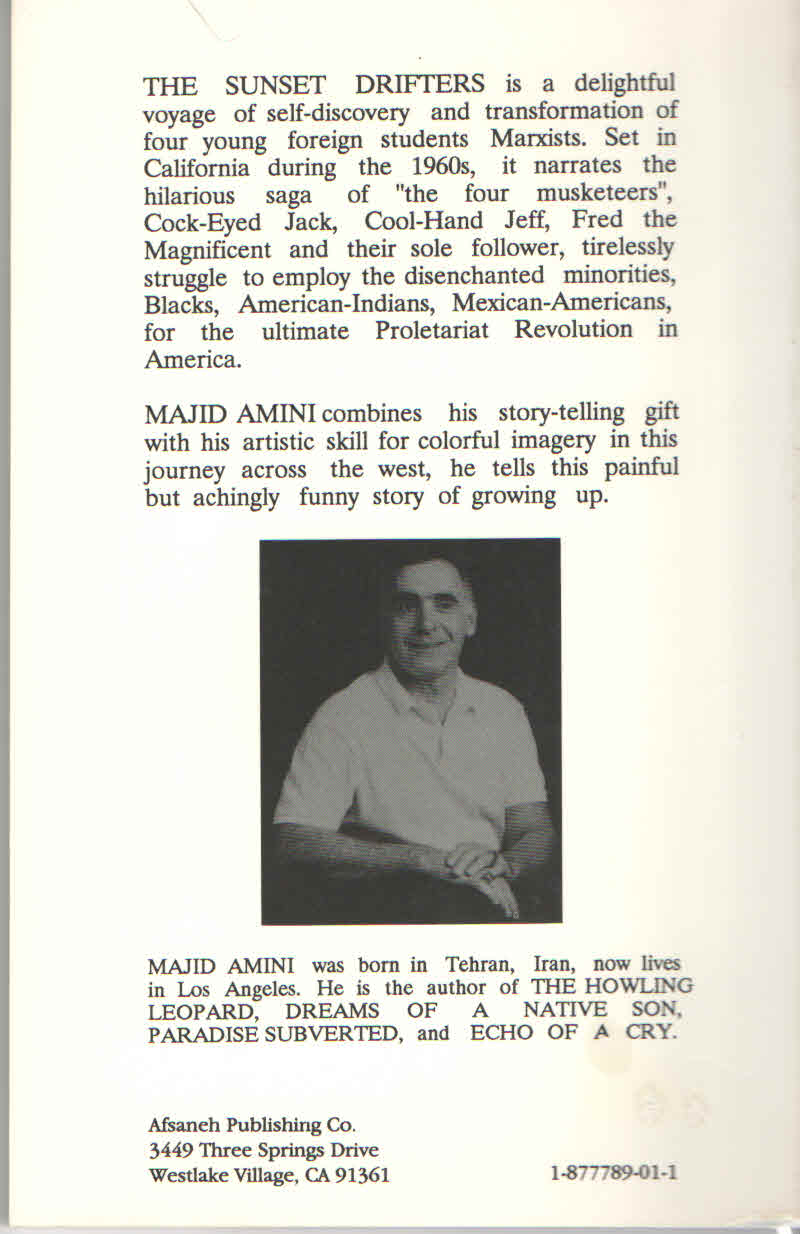 THE SUNSET DRIFTERS is a delightful
voyage of self-discovery and transformation of
four young foreign students Marxists. Set in
California during the 1960s, it narrates the
hilarious saga of "the four musketeers",
Cock-Eyed Jack, Cool-Hand Jeff, Fred the
Magnificent and their sole follower, tirelessly
struggle to employ the disenchanted minorities,
Blacks, American-Indians, Mexican-Americans,
for the ultimate Proletariat Revolution in
America.
MAJID AMINI combines his story-telling gift
with his artistic skill for colorful imagery in this
journey across the west, he tells this painful
but achingly funny story of growing up.
MAJID AMINI was born in Tehran, Iran, now lives
in Los Angeles. He is the author of THE HOWLING
LEOPARD, DREAMS OF A NATIVE SON,
PARADISE SUBVERTED, and ECHO OF A CRY.
Afsaneh Publishing Co.
3449 Three Springs Drive
Westlake Village, CA 91361
1-877789-01-1